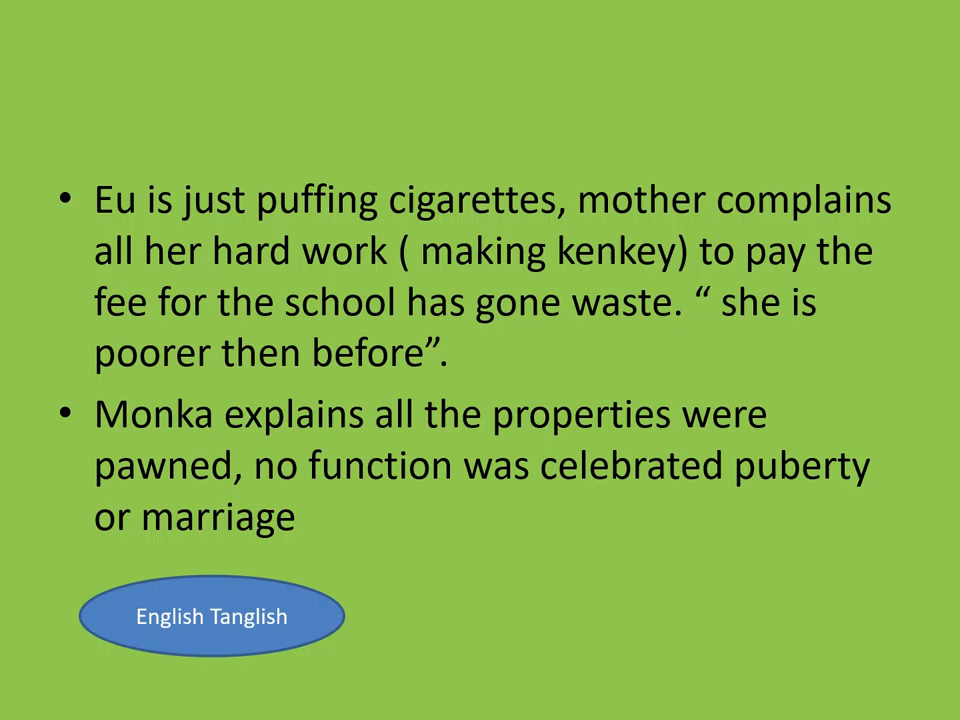 • Eu is just puffing cigarettes, mother complains
all her hard work ( making kenkey) to pay the
fee for the school has gone waste. “ she is
poorer then before”.
• Monka explains all the properties were
pawned, no function was celebrated puberty
or marriage
English Tanglish